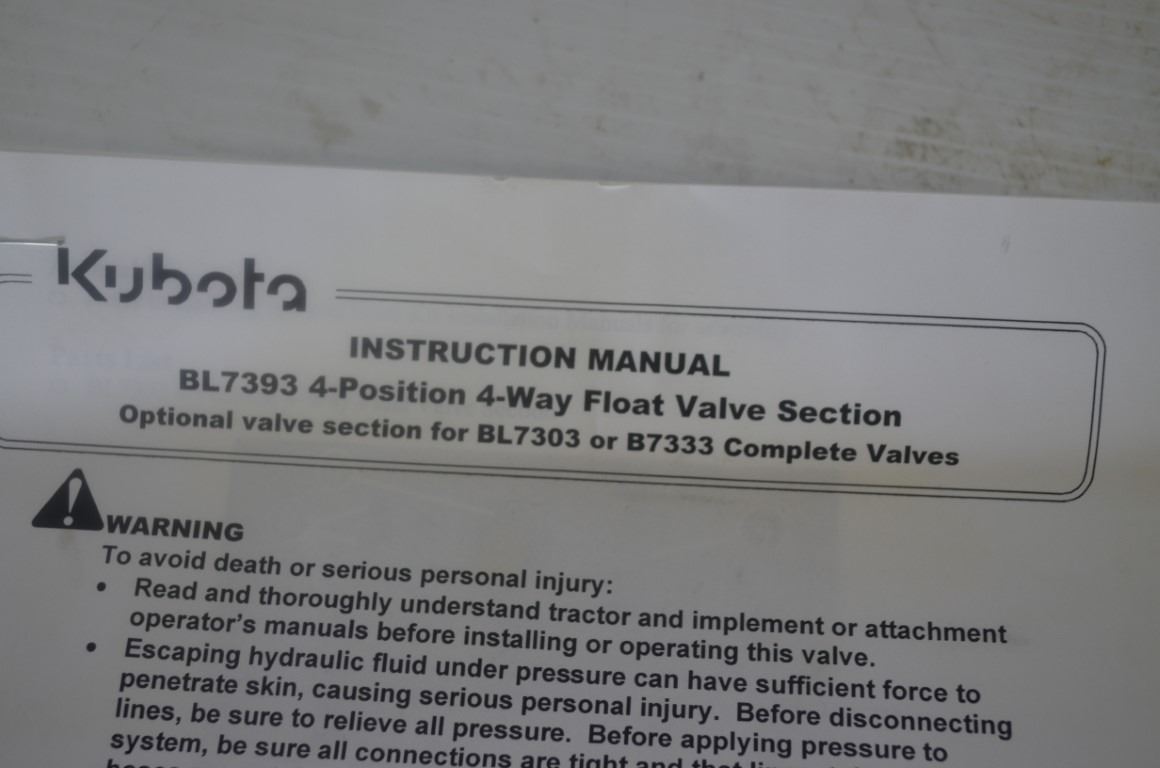 Kubota
INSTRUCTION MANUAL
BL7393 4-Position 4-Way Float Valve Section
Optional valve section for BL7303 or B7333 Complete Valves
WARNING
To avoid death or serious personal injury:
• Read and thoroughly understand tractor and implement or attachment
operator's manuals before installing or operating this valve.
• Escaping hydraulic fluid under pressure can have sufficient force to
penetrate skin, causing serious personal injury. Before disconnecting
lines, be sure to relieve all pressure. Before applying pressure to
system, be sure all connections are tight and that